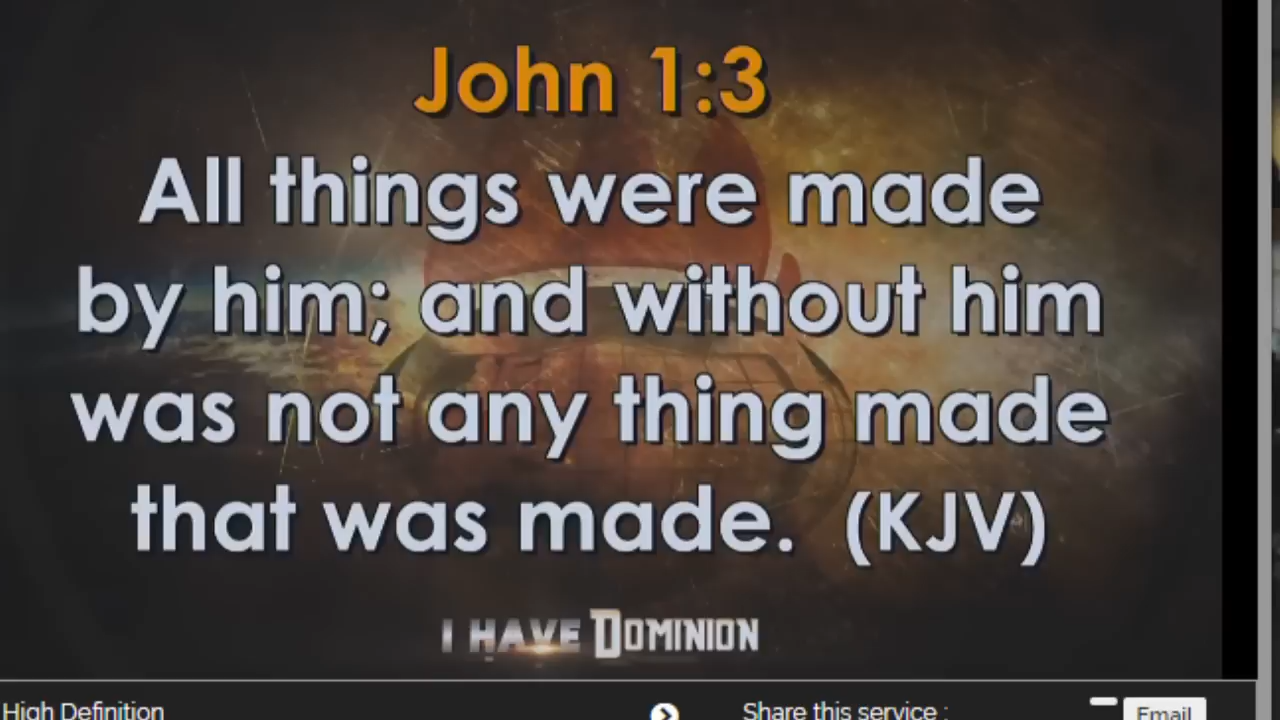 John 1:3
All things were made
by him; and without him
was not any thing made
that was made. (KJV)
I HAVE DOMINION
High Definition
Share this service :
Email